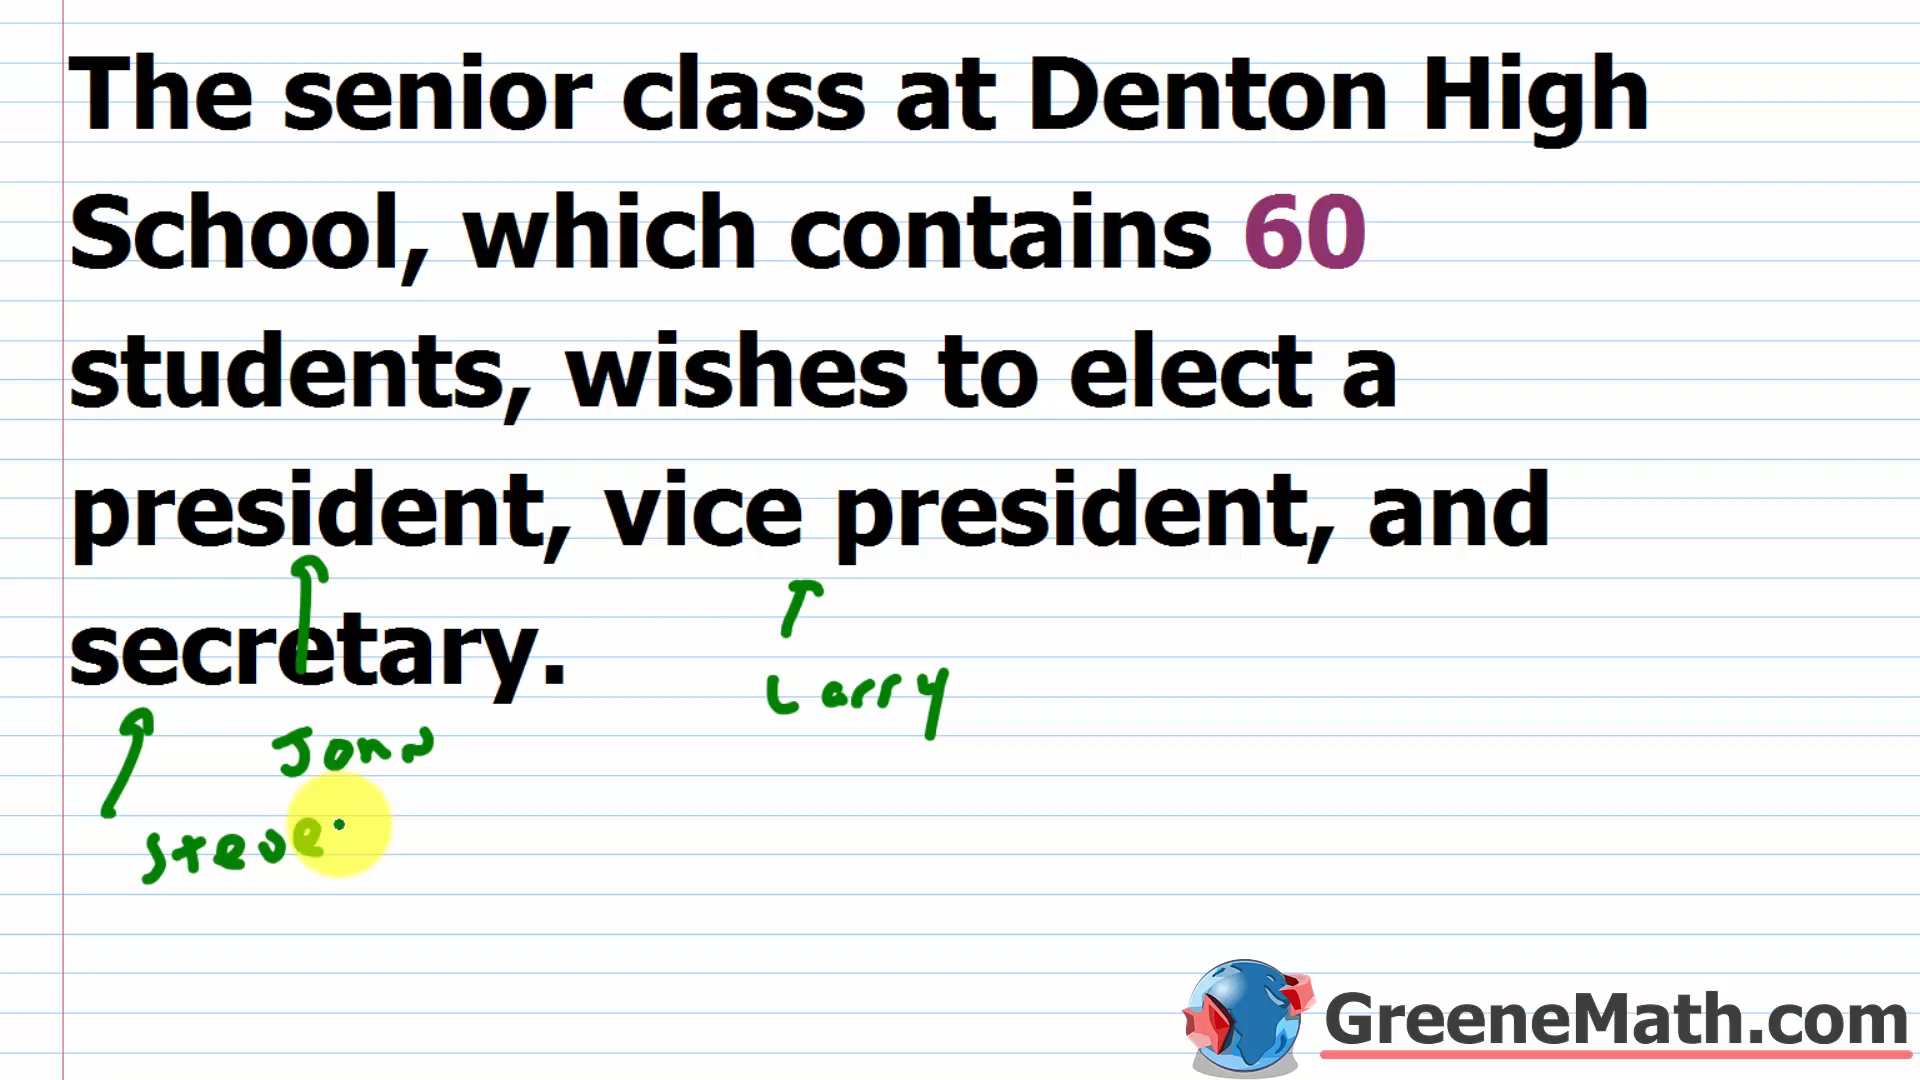 The senior class at Denton High
School, which contains 60
students, wishes to elect a
president, vice president, and
secretary.
Larry
John
Steve
GreeneMath.com